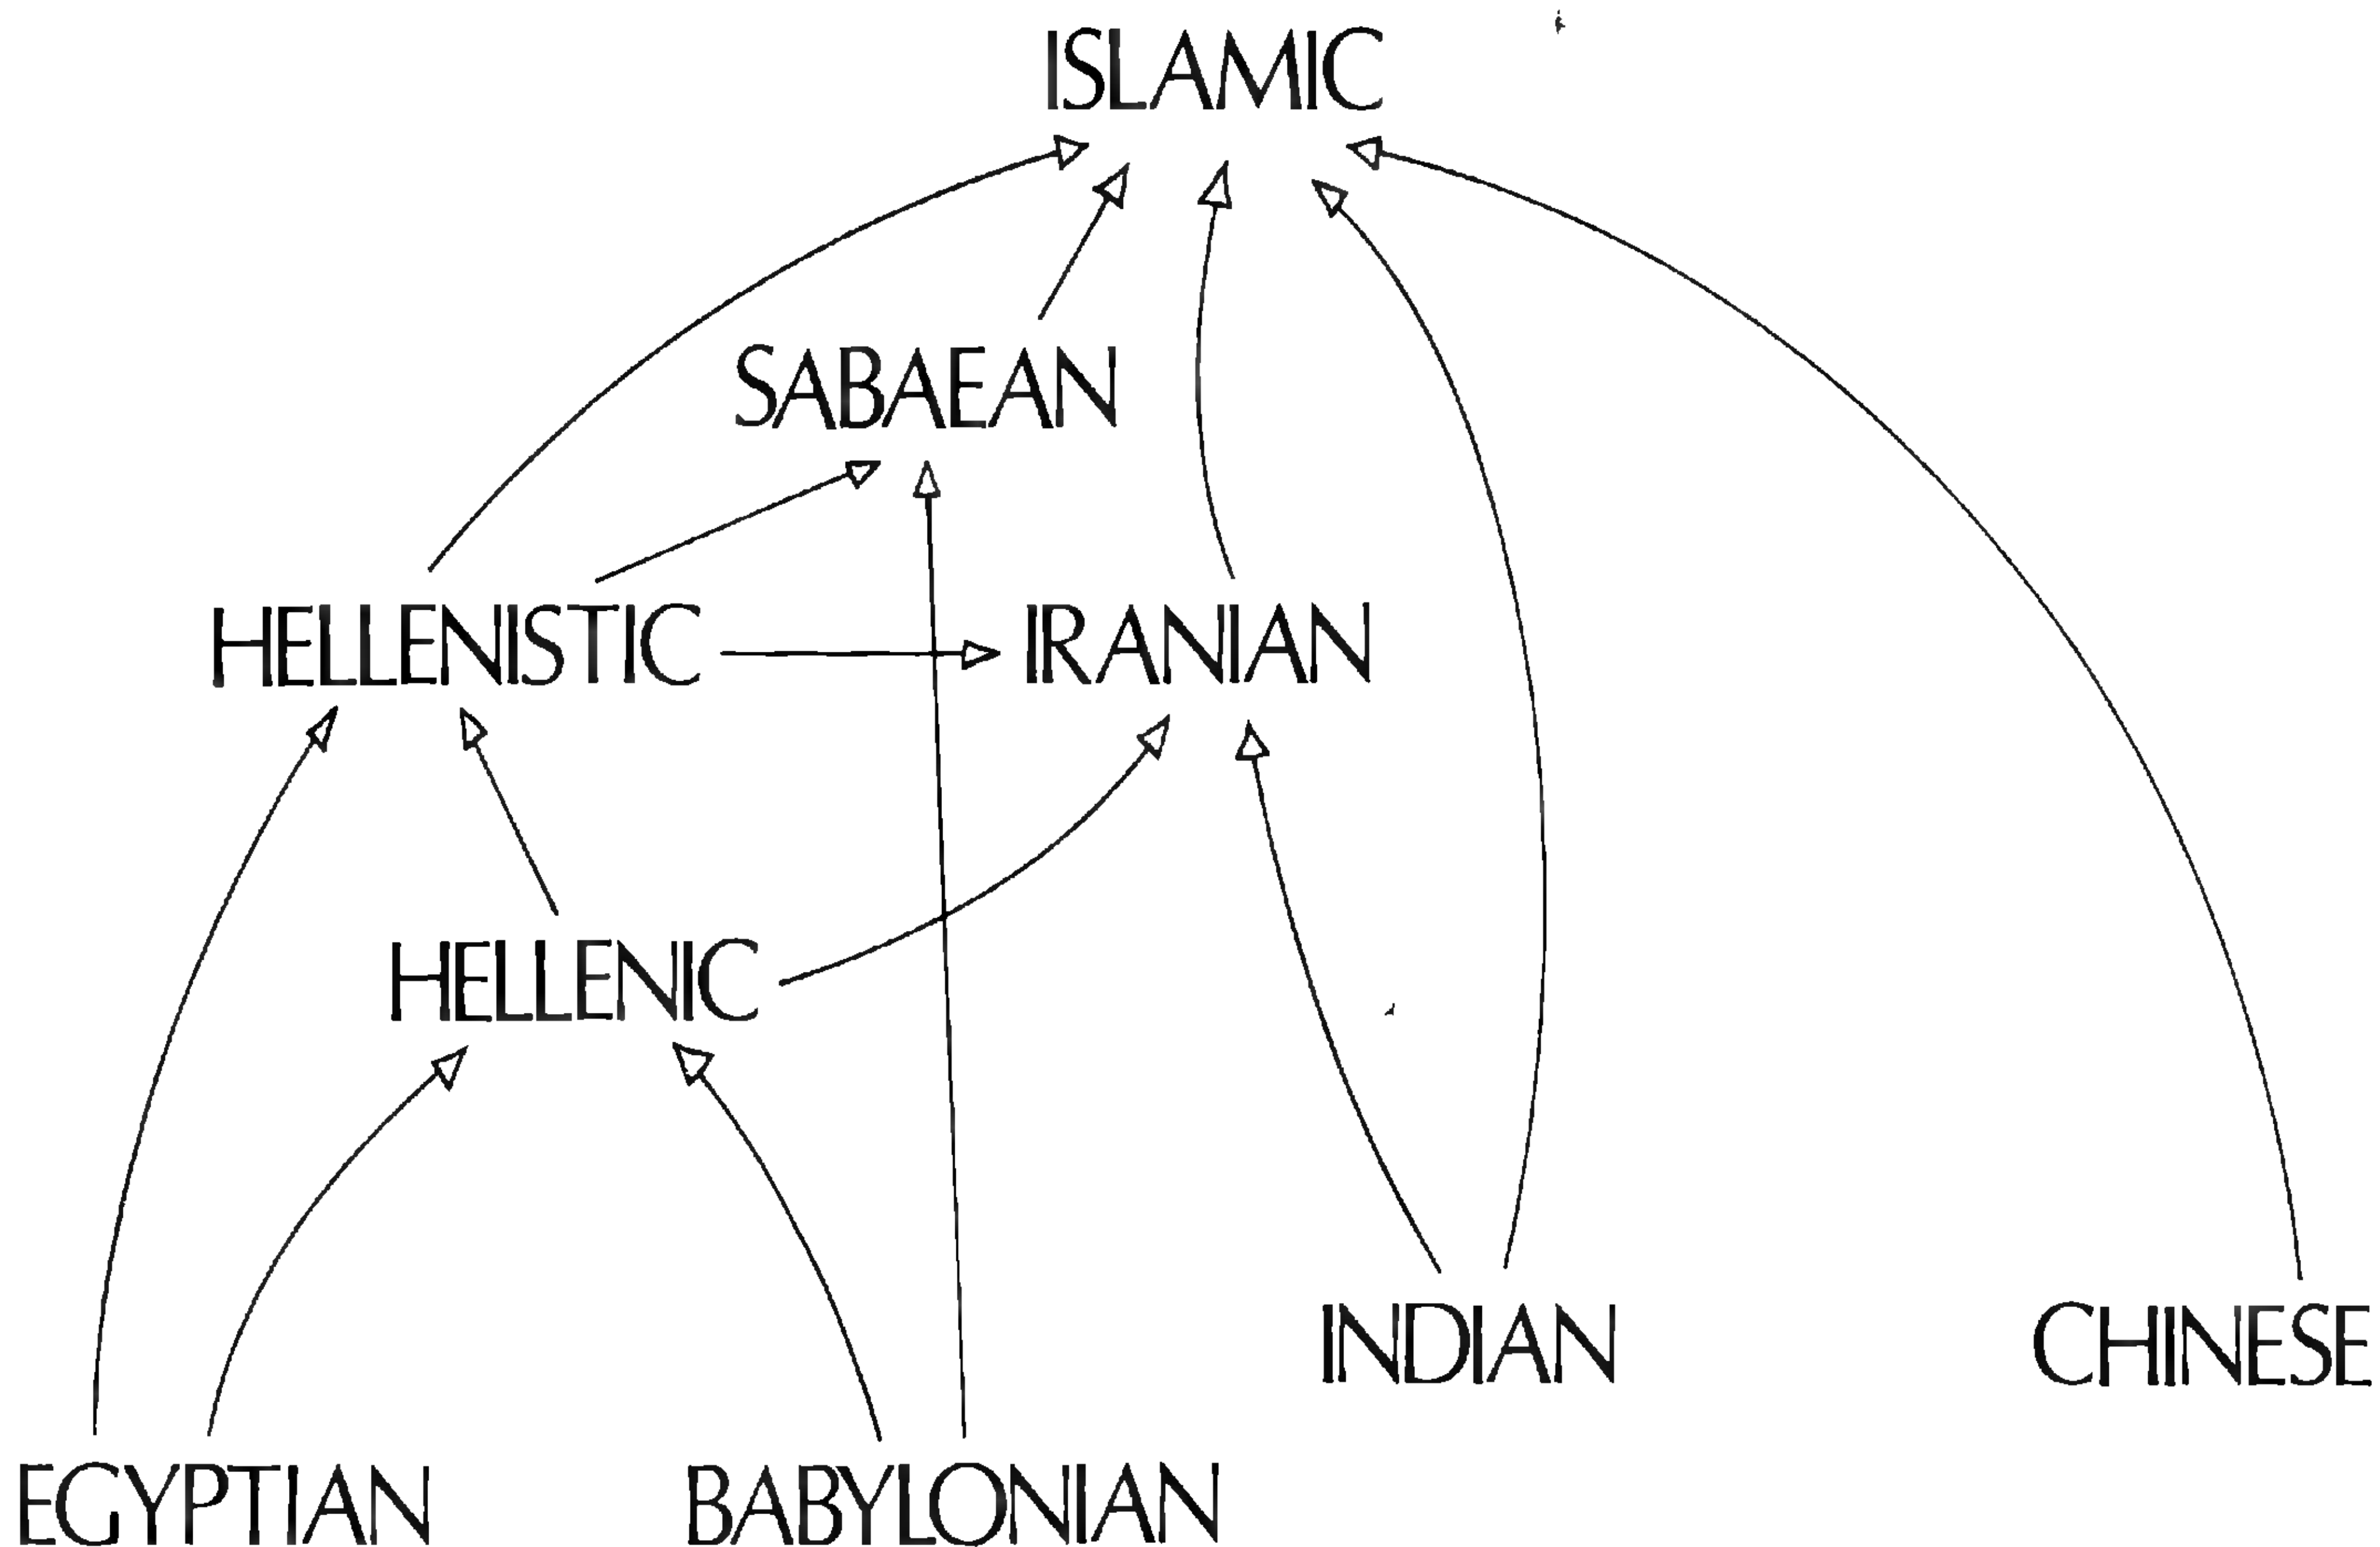 ISLAMIC
SABAEAN
HELLENISTIC
IRANIAN
HELLENIC
INDIAN
CHINESE
EGYPTIAN
BABYLONIAN